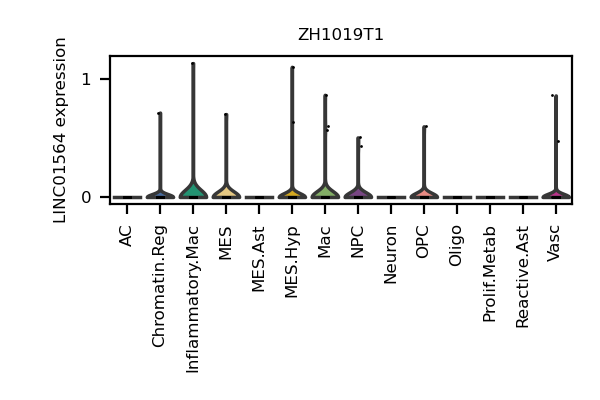 ZH1019T1
LINC01564 expression
1
0
AC
Chromatin.Reg
Inflammatory.Mac
MES
MES.Ast
MES.Hyp
Mac
NPC
Neuron
OPC
Oligo
Prolif.Metab
Reactive.Ast
Vasc